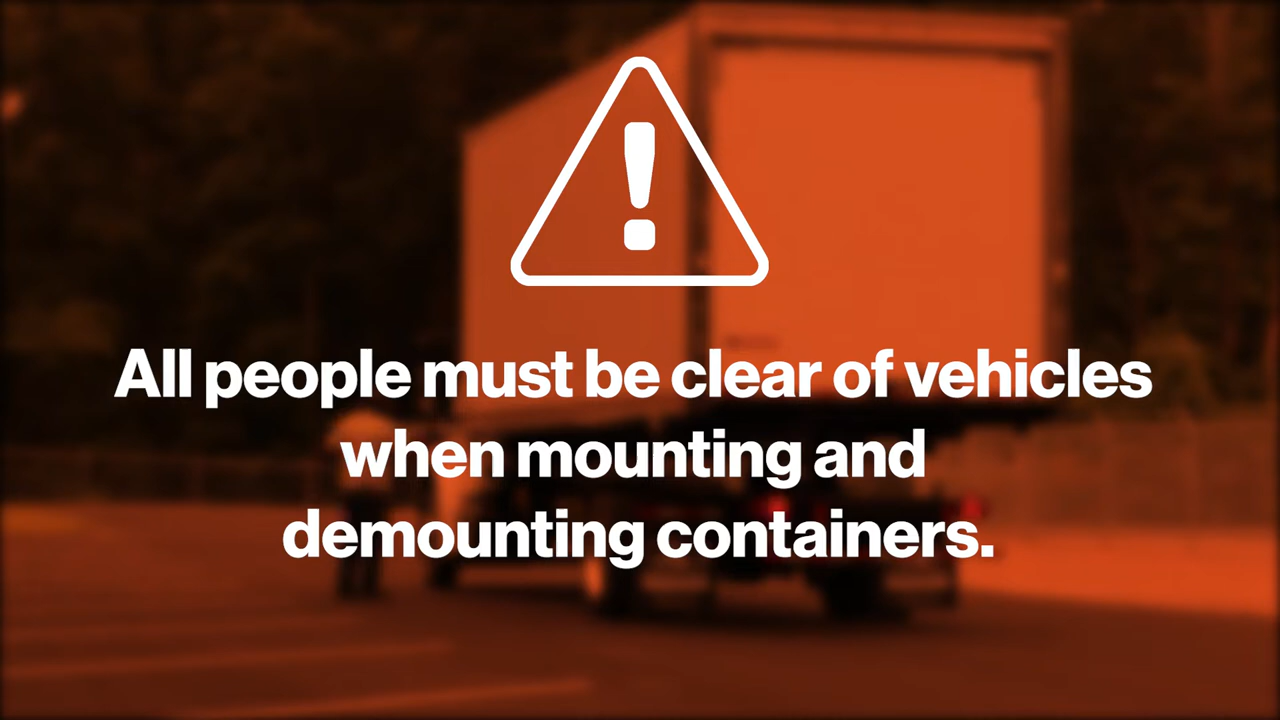 All people must be clear of vehicles
when mounting and
demounting containers.